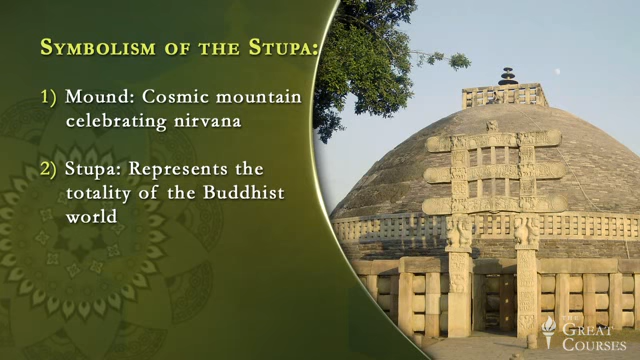 SYMBOLISM OF THE STUPA:
1) Mound: Cosmic mountain
celebrating nirvana
2) Stupa: Represents the
totality of the Buddhist
world
THE
GREAT
COURSES